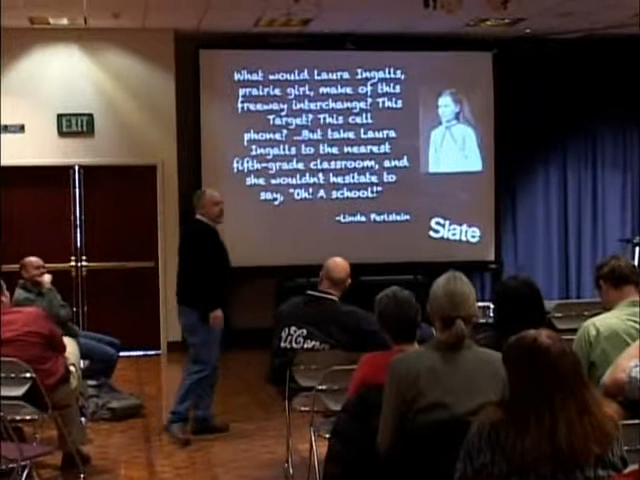 What would Laura Ingalls,
prairie girl, make of this
freeway interchange? This
Target? This cell
phone? ...But take Laura
Ingalls to the nearest
fifth-grade classroom, and
she wouldn't hesitate to
say, "Oh! A school!"
-Linda Perlstein
Slate
EXIT